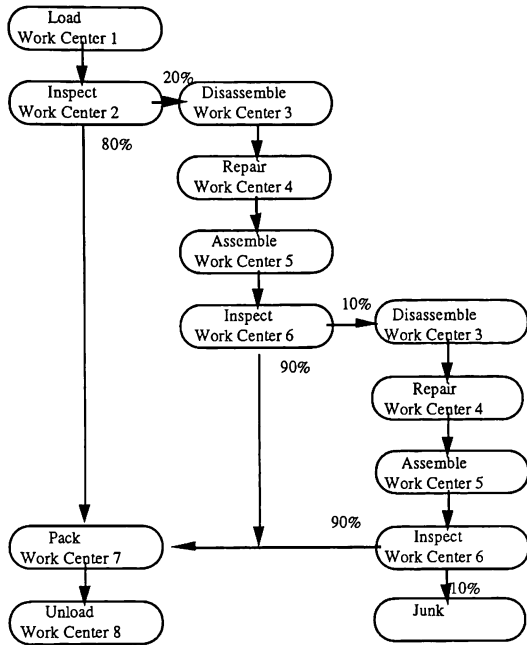 Load
Work Center 1
20%
Inspect
Work Center 2
Disassemble
Work Center 3
80%
Repair
Work Center 4
Assemble
Work Center 5
Inspect
Work Center 6
10%
Disassemble
Work Center 3
90%
Repair
Work Center 4
Assemble
Work Center 5
90%
Pack
Work Center 7
Inspect
Work Center 6
10%
Unload
Work Center 8
Junk